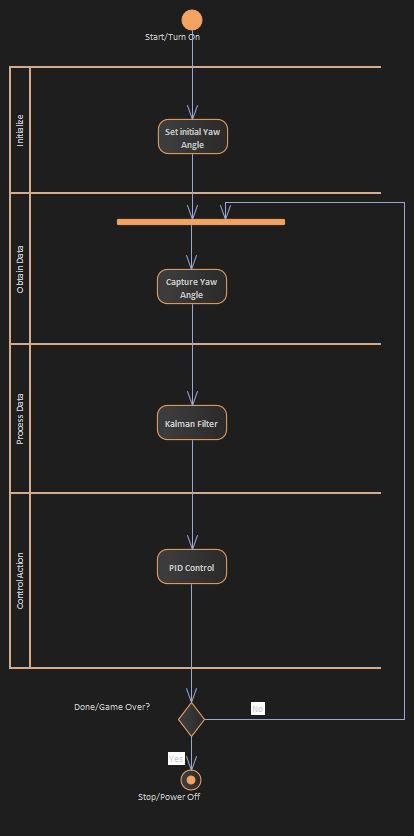 Start/Turn On
Initialize
Set initial Yaw
Angle
Obtain Data
Capture Yaw
Angle
Process Data
Kalman Filter
Control Action
PID Control
Done/Game Over?
No
Yes
Stop/Power Off